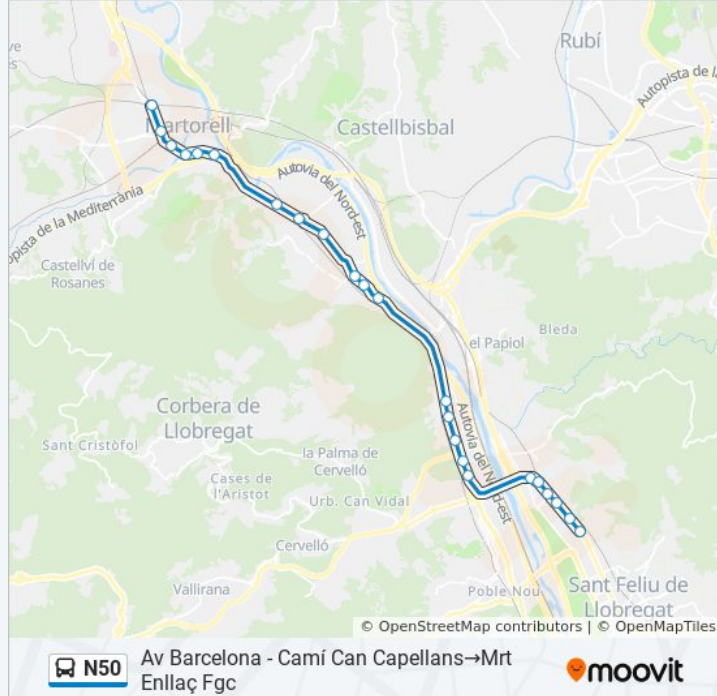 Rubí
Autopista de la
ve
s
Martorell
Castellbisbal
Autovia del Nord-est
opista de la Mediterrània
Castellví de
Rosanes
el Papiol
Bleda
Corbera de
Llobregat
Sant Cristòfol
la Palma de
Cervelló
Autovia del Nord-est
Cases de
l'Aristot
Urb. Can Vidal
Cervelló
Vallirana
Poble Nou
Sant Feliu de
Llobregat
© OpenStreetMap contributors | © OpenMapTiles
N50
Av Barcelona - Camí Can Capellans→Mrt
Enllaç Fgc
moovit